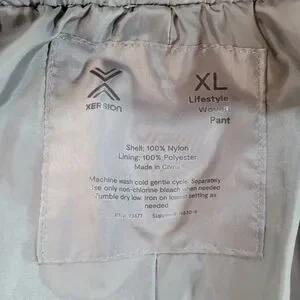 XERSION
XL
Lifestyle
Woven
Pant
Shell: 100% Nylon
Lining: 100% Polyester
Made in China
Machine wash cold gentle cycle. Separately
Use only non-chlorine bleach when needed
Tumble dry low. Iron on lowest setting as
needed